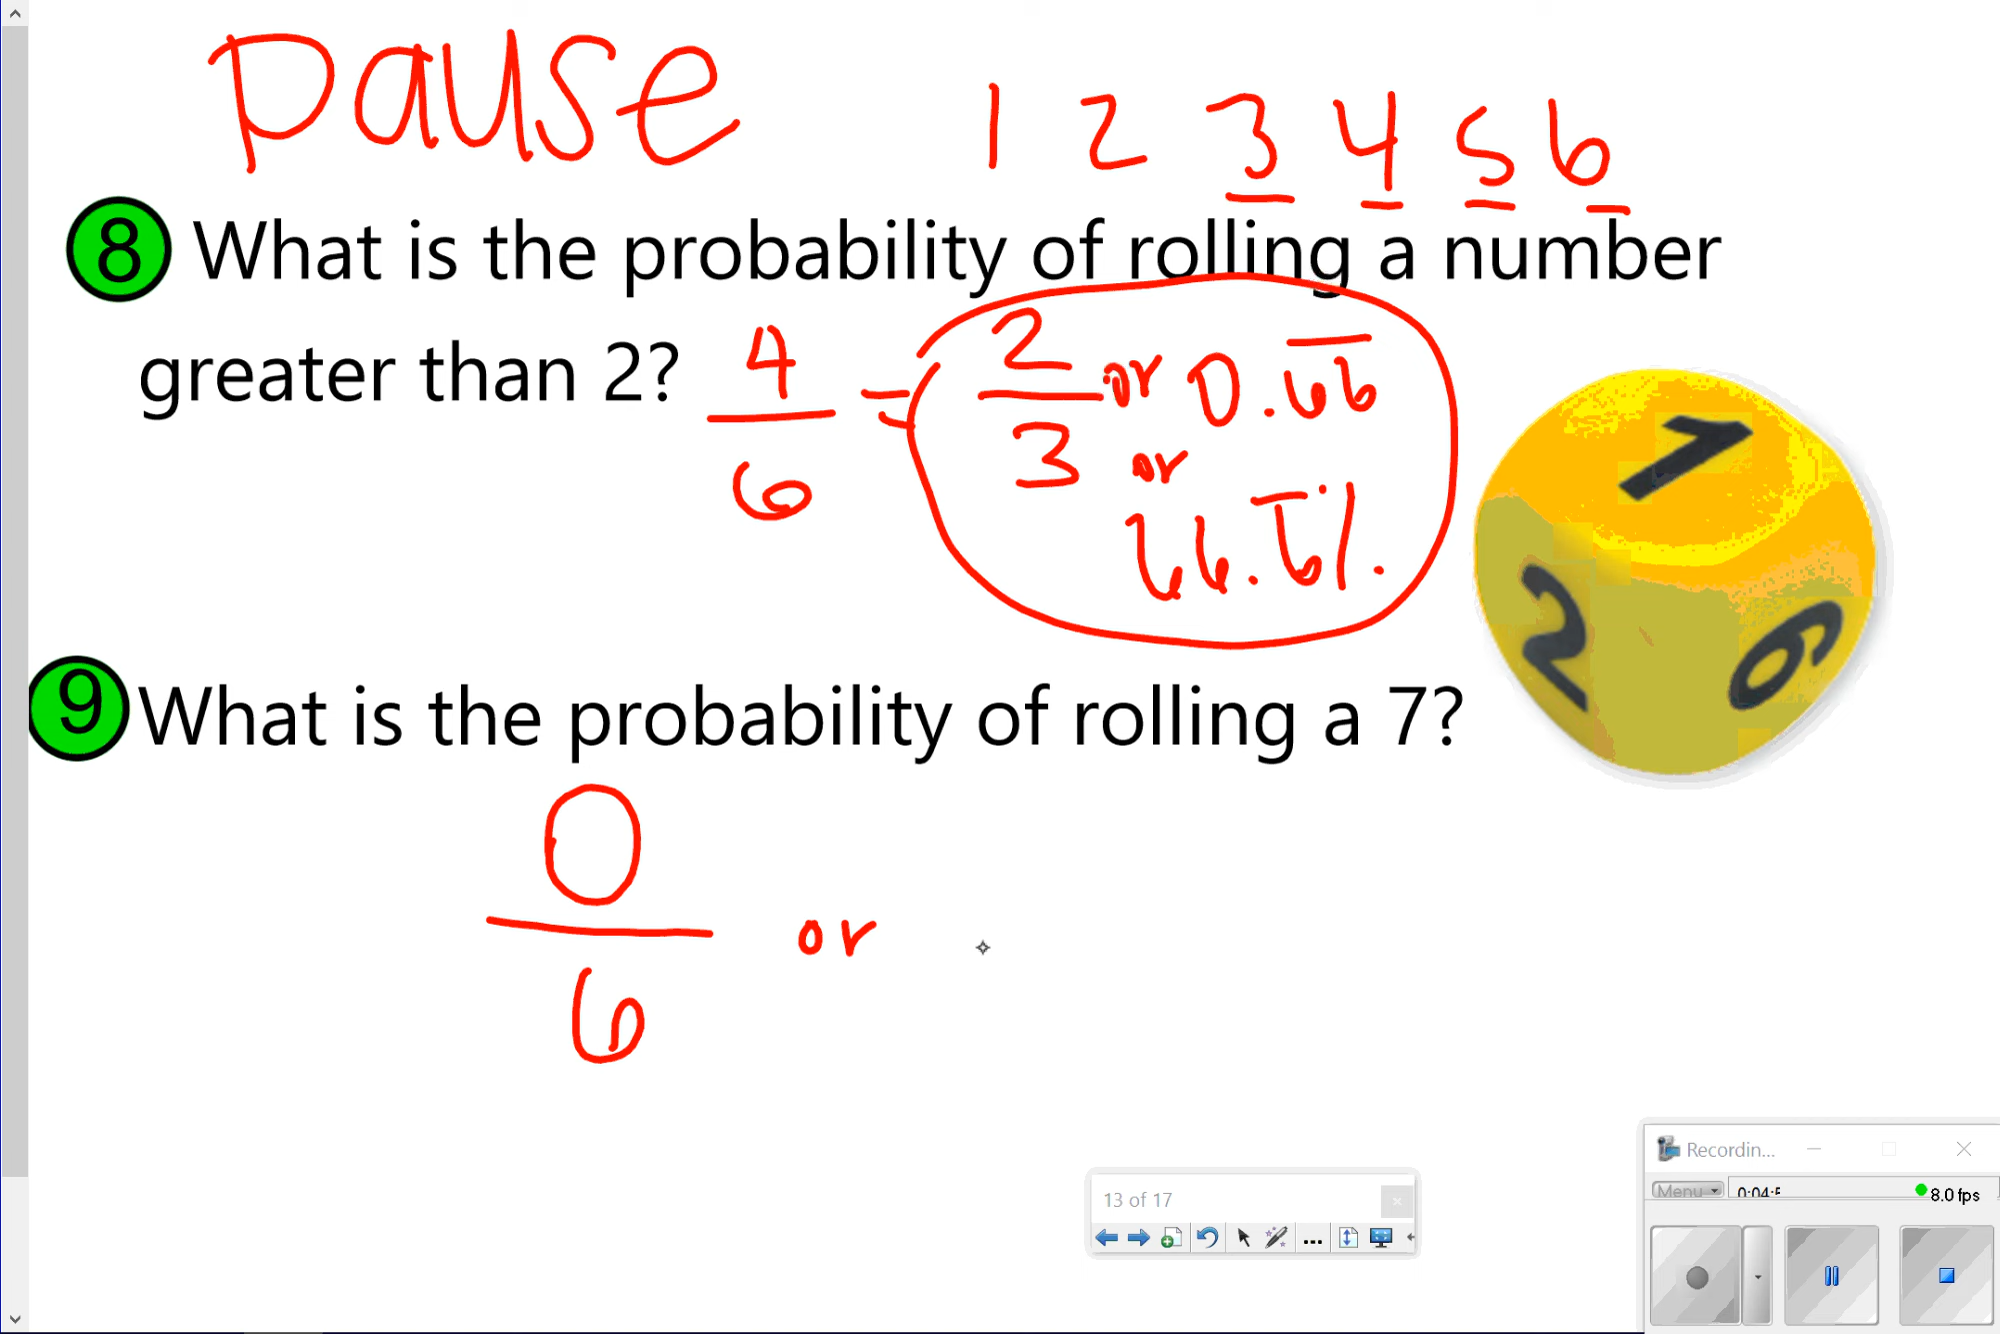 pause
1 2 3 4 5 6
8 What is the probability of rolling a number
greater than 2? 4/6 = 2/3 or 0.66
or
66.6%
9 What is the probability of rolling a 7?
0/6 or
1
2
6
13 of 17
Recordin...
Menu
8.0 fps